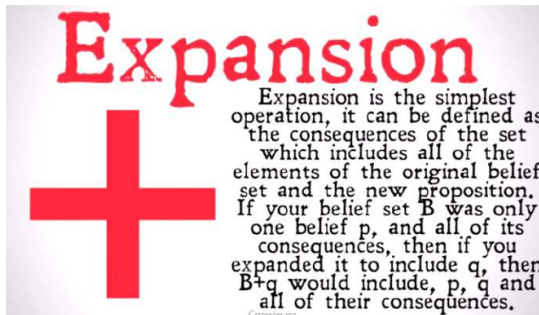 Expansion
Expansion is the simplest
operation, it can be defined as
the consequences of the set
which includes all of the
elements of the original belief
set and the new proposition.
If your belief set B was only
one belief p, and all of its
consequences, then if you
expanded it to include q, then
B+q would include, p, q and
all of their consequences.